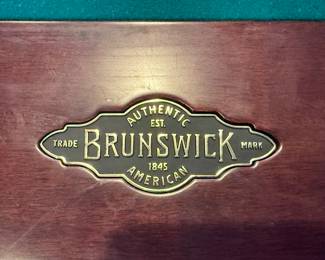 AUTHENTIC
EST.
TRADE BRUNSWICK MARK
1845
AMERICAN